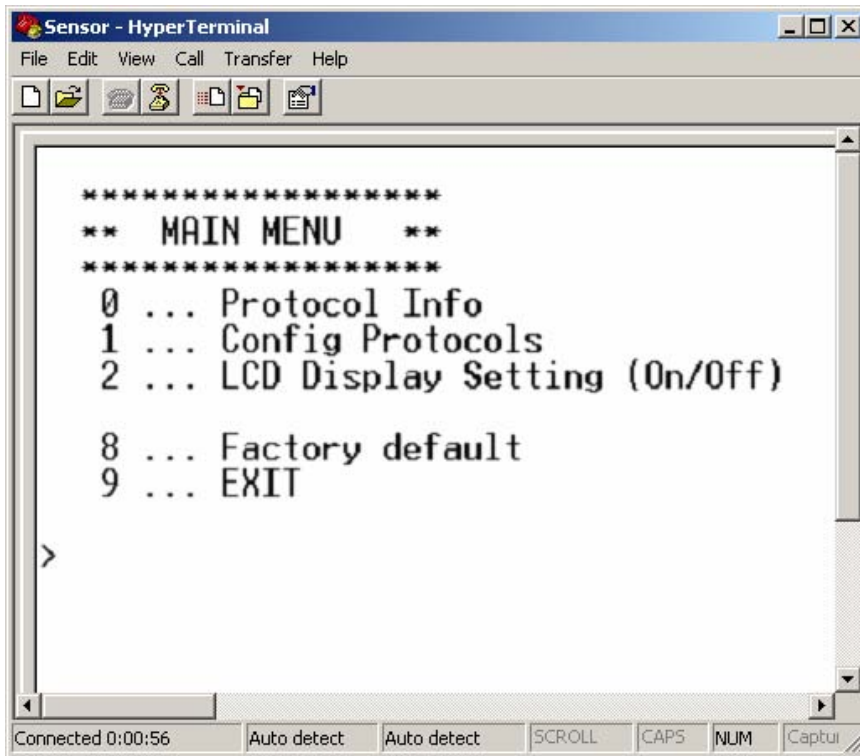 Sensor - HyperTerminal
File Edit View Call Transfer Help
******************
** MAIN MENU **
******************
0 ... Protocol Info
1 ... Config Protocols
2 ... LCD Display Setting (On/Off)
8 ... Factory default
9 ... EXIT
>
Connected 0:00:56 Auto detect Auto detect SCROLL CAPS NUM Captu